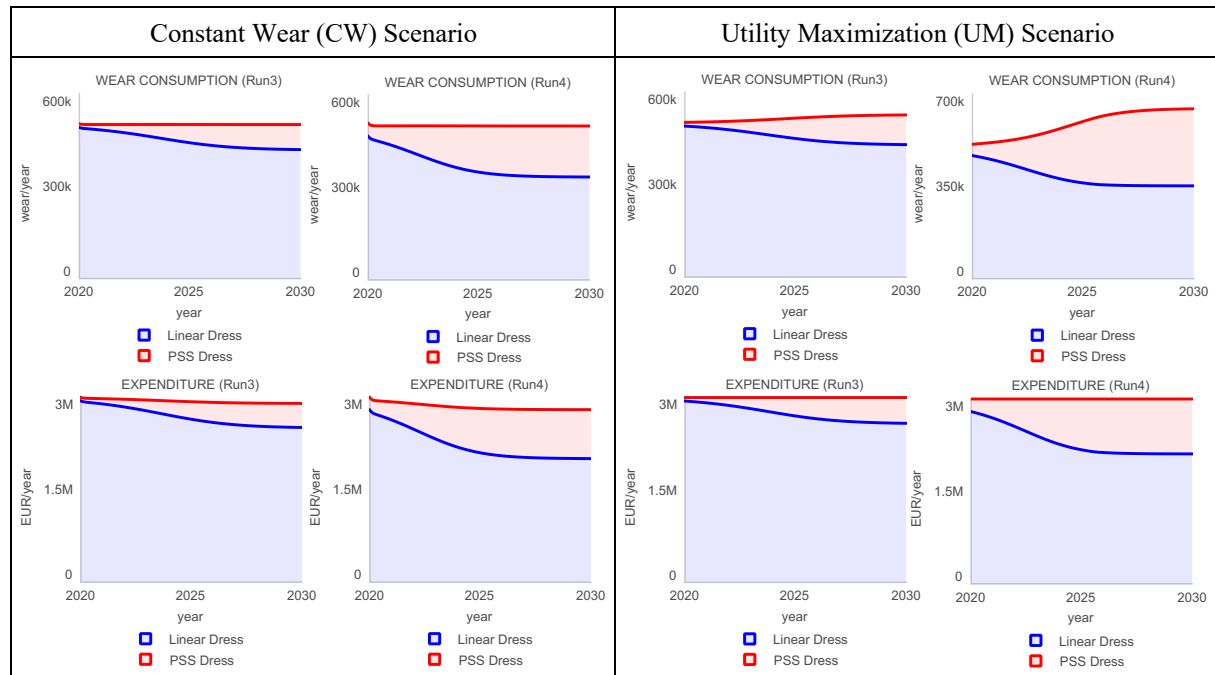 Constant Wear (CW) Scenario
Utility Maximization (UM) Scenario
WEAR CONSUMPTION (Run3)
600k
300k
0
wear/year
2020 2025 2030
year
Linear Dress
PSS Dress
WEAR CONSUMPTION (Run4)
600k
300k
0
wear/year
2020 2025 2030
year
Linear Dress
PSS Dress
WEAR CONSUMPTION (Run3)
600k
300k
0
wear/year
2020 2025 2030
year
Linear Dress
PSS Dress
WEAR CONSUMPTION (Run4)
700k
350k
0
wear/year
2020 2025 2030
year
Linear Dress
PSS Dress
EXPENDITURE (Run3)
3M
1.5M
0
EUR/year
2020 2025 2030
year
Linear Dress
PSS Dress
EXPENDITURE (Run4)
3M
1.5M
0
EUR/year
2020 2025 2030
year
Linear Dress
PSS Dress
EXPENDITURE (Run3)
3M
1.5M
0
EUR/year
2020 2025 2030
year
Linear Dress
PSS Dress
EXPENDITURE (Run4)
3M
1.5M
0
EUR/year
2020 2025 2030
year
Linear Dress
PSS Dress